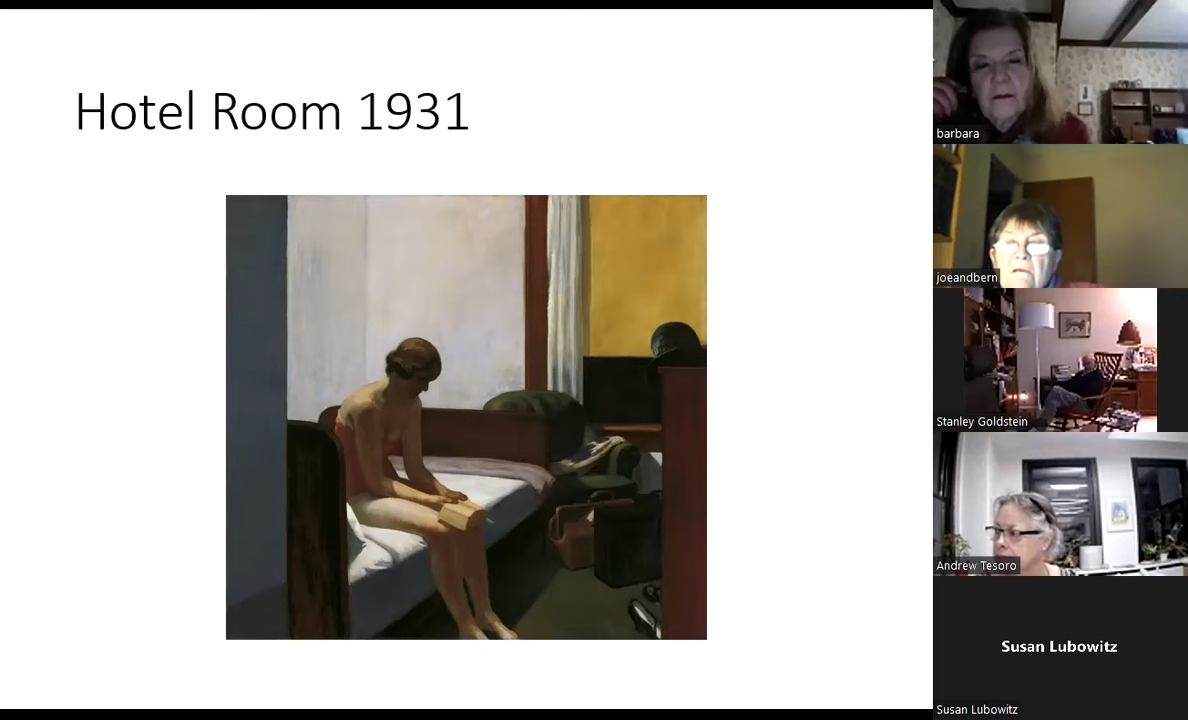 Hotel Room 1931
barbara
joeandbern
Stanley Goldstein
Andrew Tesoro
Susan Lubowitz
Susan Lubowitz